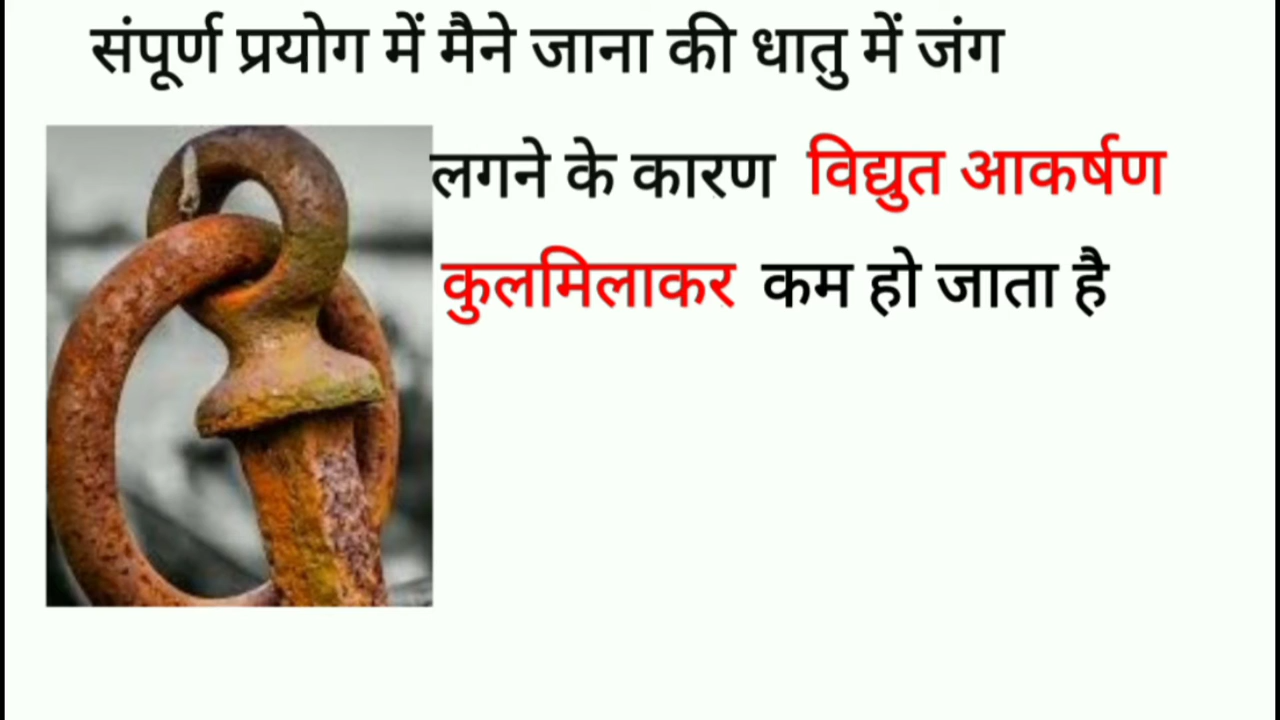 संपूर्ण प्रयोग में मैने जाना की धातु में जंग
लगने के कारण विद्युत आकर्षण
कुलमिलाकर कम हो जाता है